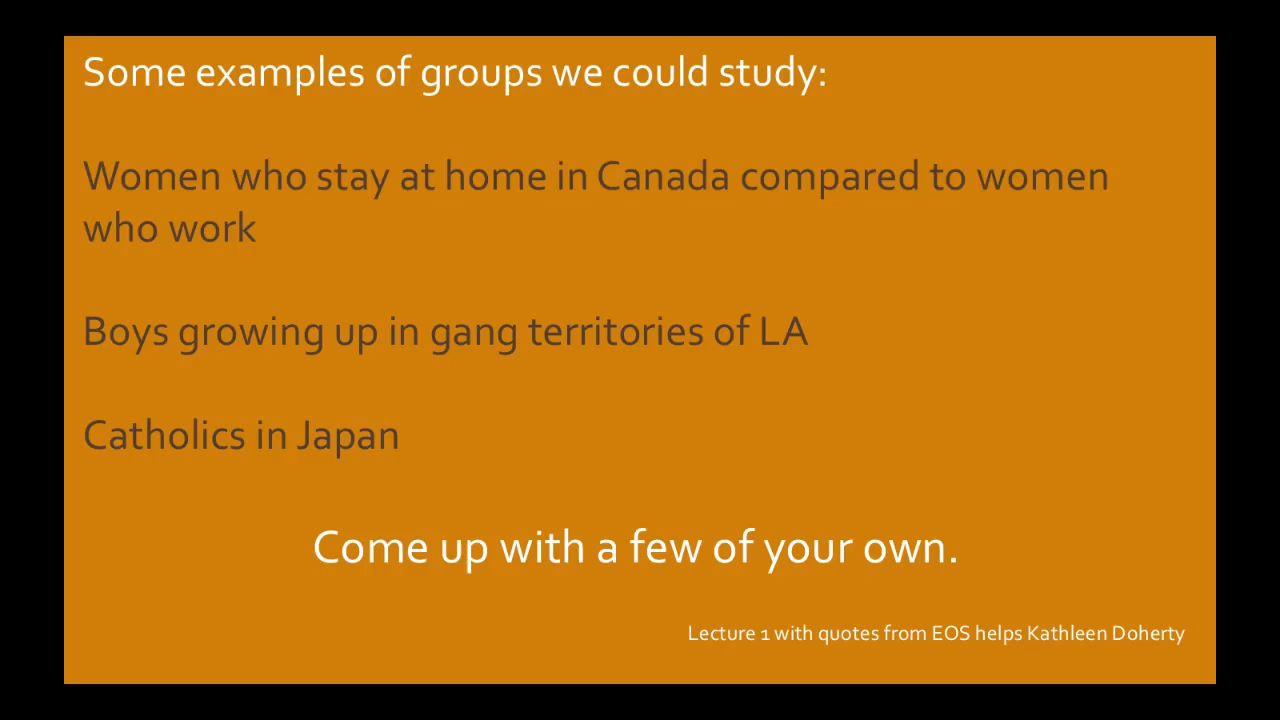 Some examples of groups we could study:
Women who stay at home in Canada compared to women
who work
Boys growing up in gang territories of LA
Catholics in Japan
Come up with a few of your own.
Lecture 1 with quotes from EOS helps Kathleen Doherty